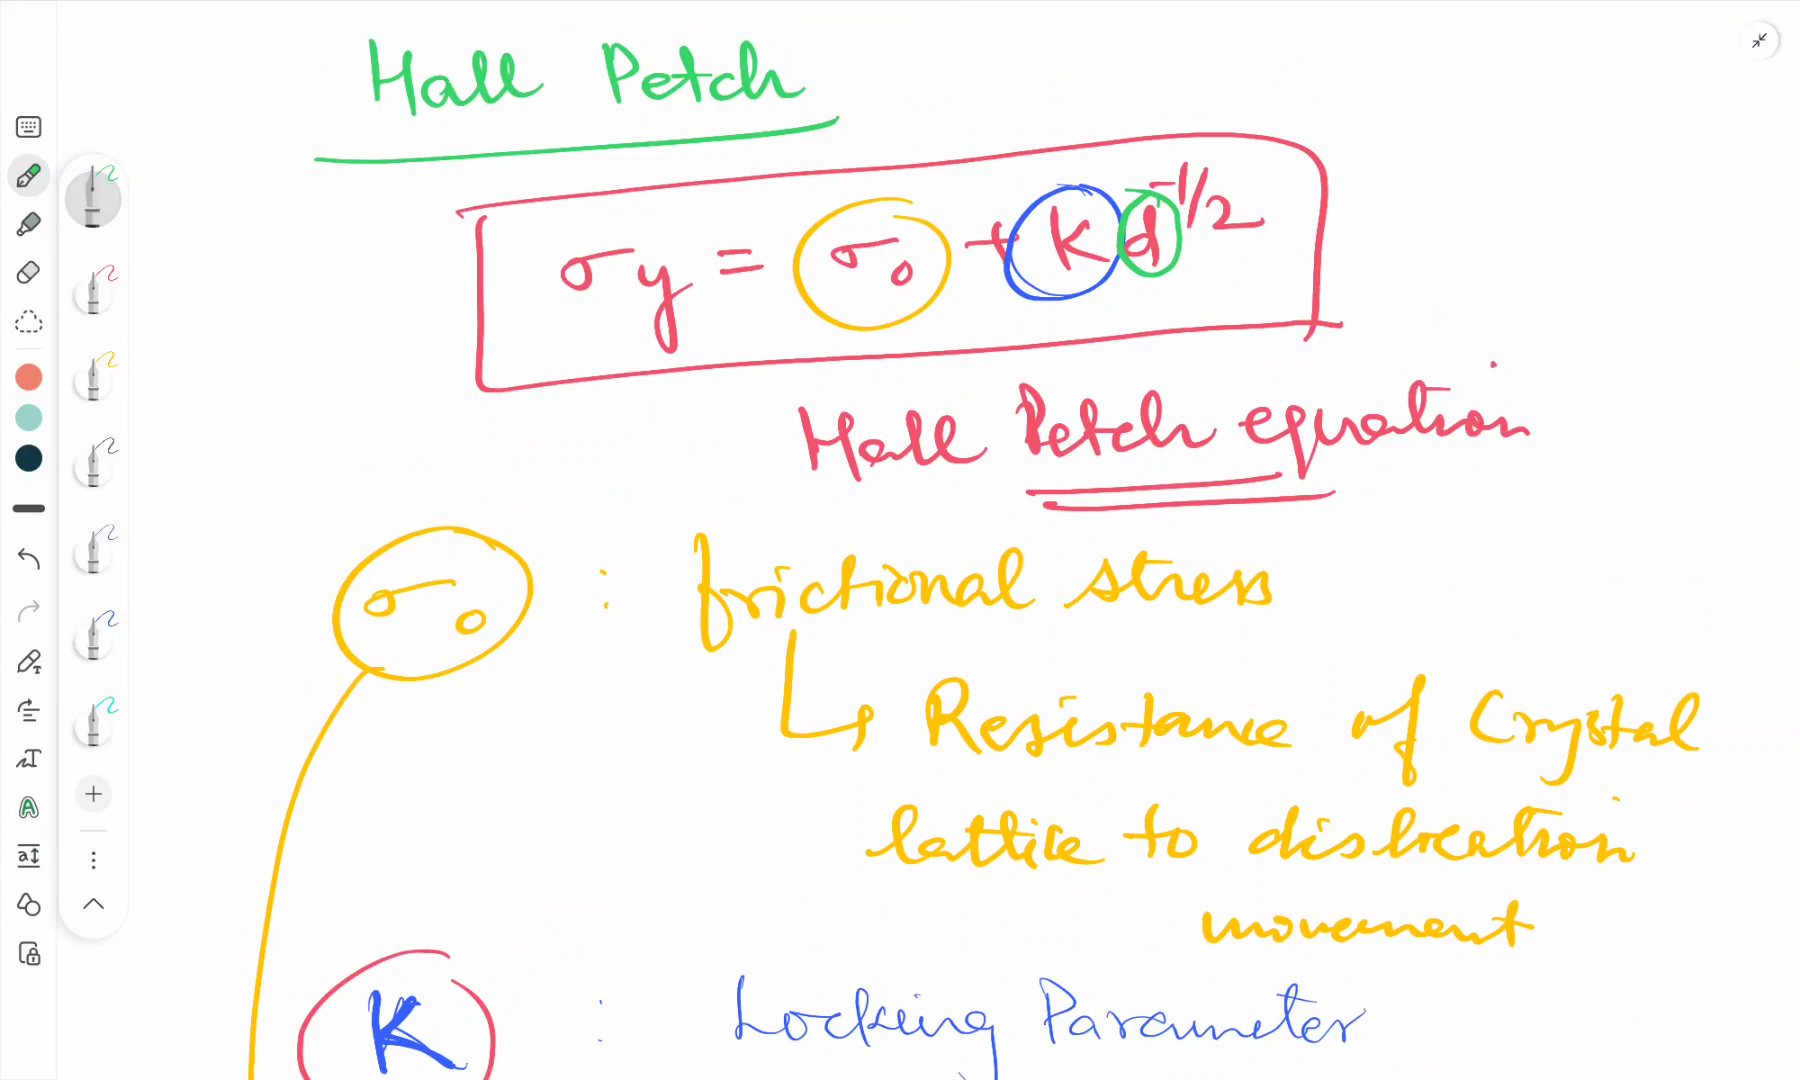 Hall Petch
σy = σ₀ + K d^-1/2
Hall Petch equation
σ₀ : frictional stress
↳ Resistance of Crystal
lattice to dislocation
movement
K : Locking Parameter